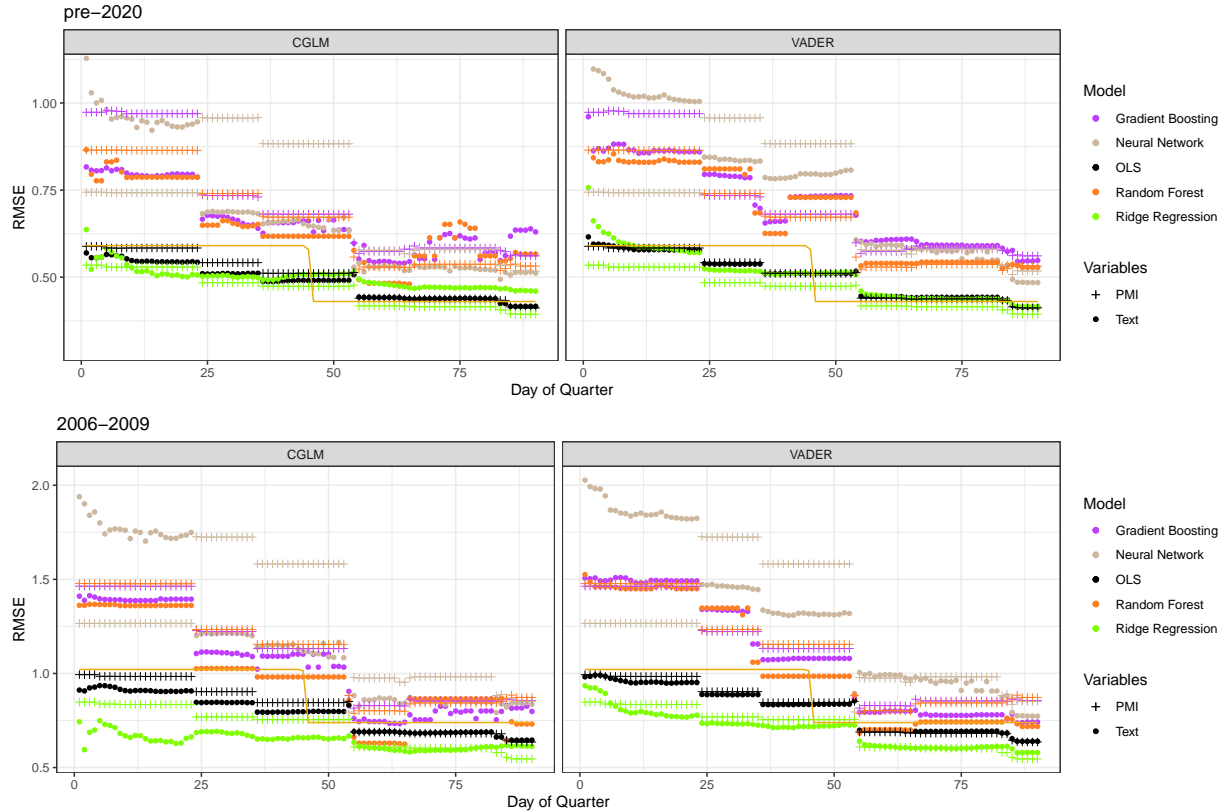 pre−2020
CGLM
VADER
1.00
0.75
0.50
RMSE
0
25
50
75
0
25
50
75
Day of Quarter
Model
Gradient Boosting
Neural Network
OLS
Random Forest
Ridge Regression
Variables
PMI
Text
2006−2009
CGLM
VADER
2.0
1.5
1.0
0.5
RMSE
0
25
50
75
0
25
50
75
Day of Quarter
Model
Gradient Boosting
Neural Network
OLS
Random Forest
Ridge Regression
Variables
PMI
Text